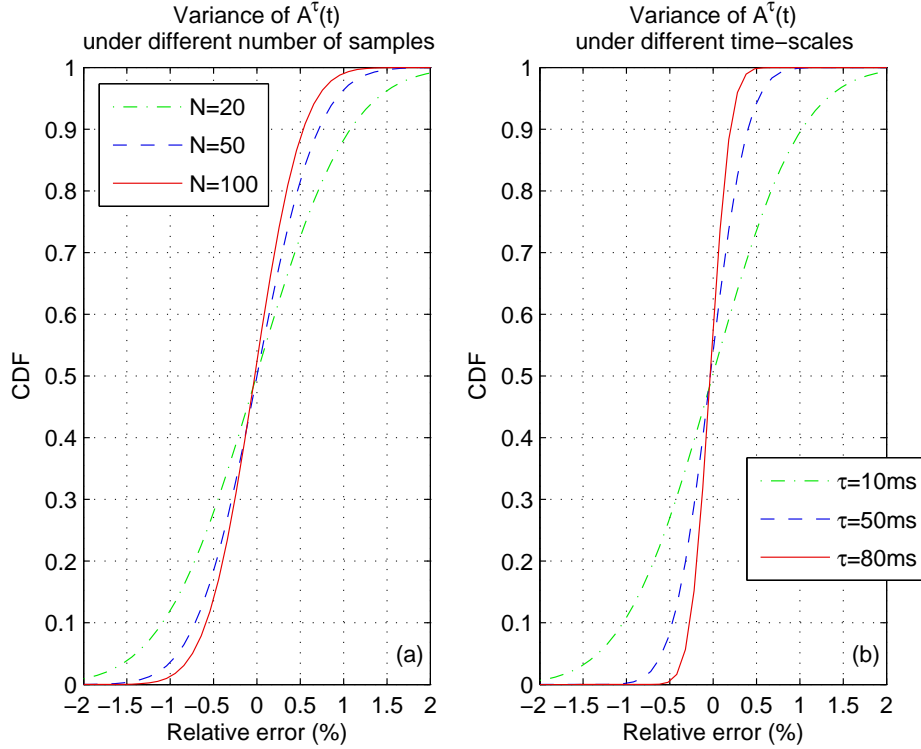 Variance of A^τ(t)
under different number of samples
1
0.9
0.8
0.7
0.6
0.5
0.4
0.3
0.2
0.1
0
CDF
N=20
N=50
N=100
(a)
−2 −1.5 −1 −0.5 0 0.5 1 1.5 2
Relative error (%)
Variance of A^τ(t)
under different time−scales
1
0.9
0.8
0.7
0.6
0.5
0.4
0.3
0.2
0.1
0
CDF
τ=10ms
τ=50ms
τ=80ms
(b)
−2 −1.5 −1 −0.5 0 0.5 1 1.5 2
Relative error (%)